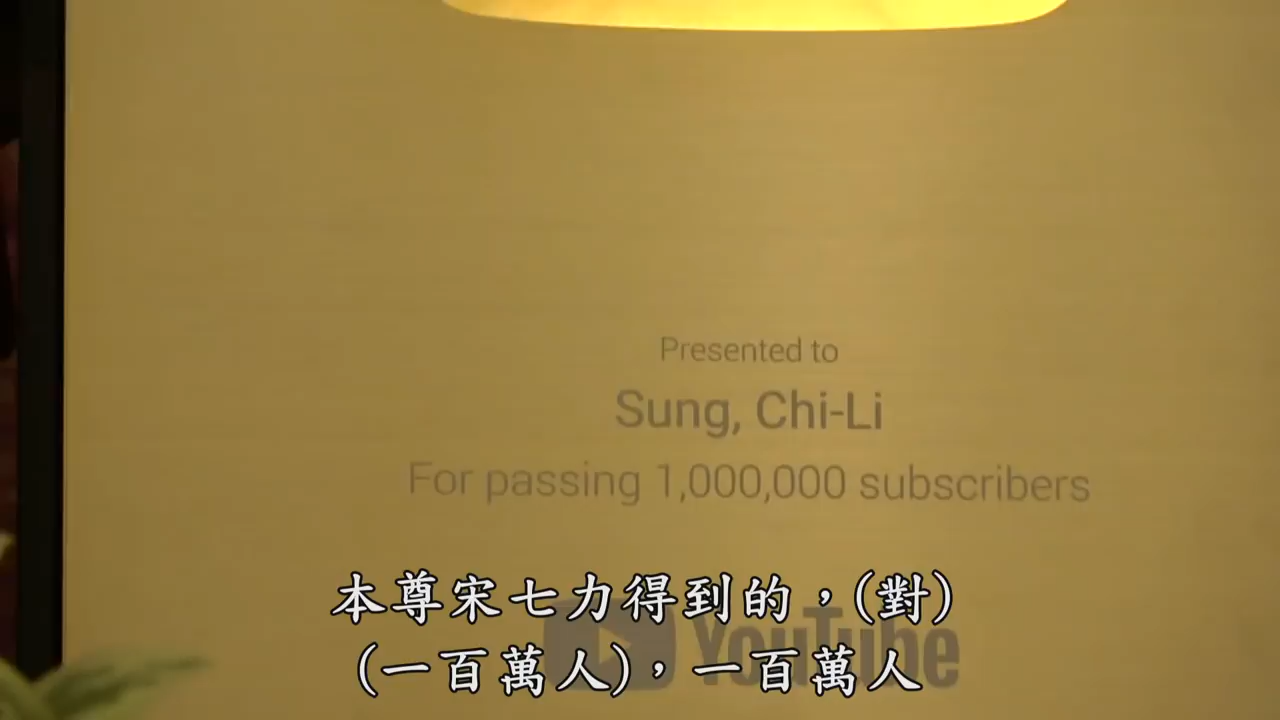 Presented to
Sung, Chi-Li
For passing 1,000,000 subscribers
本尊宋七力得到的，(對)
(一百萬人)，一百萬人
YouTube